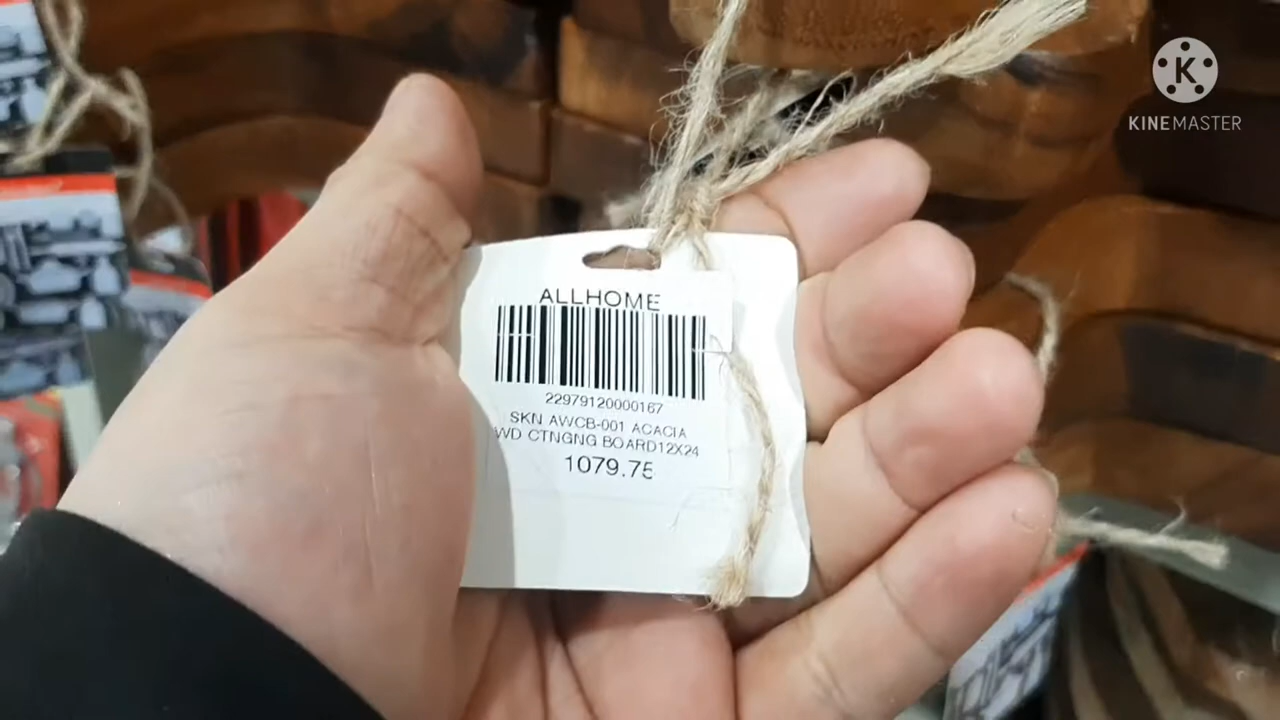 K
KINEMASTER
ALLHOME
22979120000167
SKN AWCB-001 ACACIA
WD CTNGNG BOARD12X24
1079.75